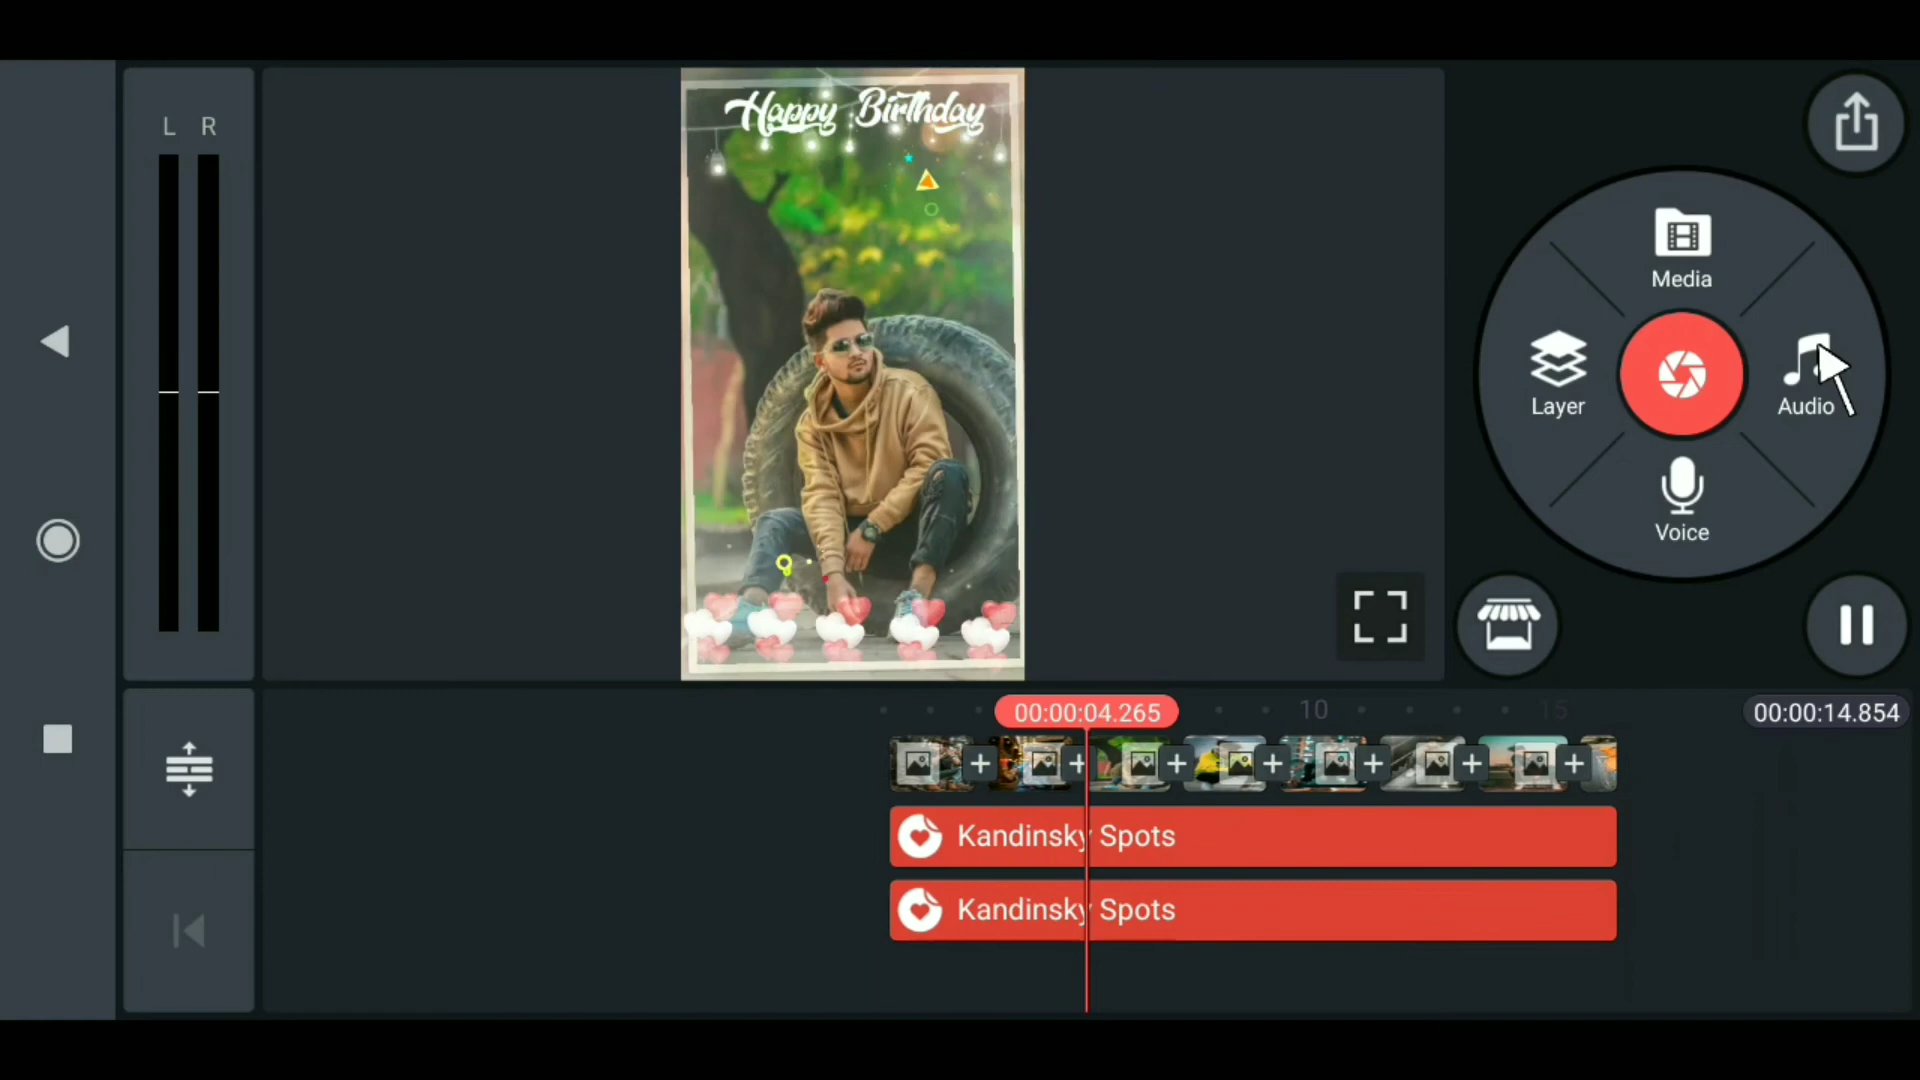 L R
Happy Birthday
Media
Layer
Audio
Voice
00:00:04.265
10
15
00:00:14.854
Kandinsky Spots
Kandinsky Spots